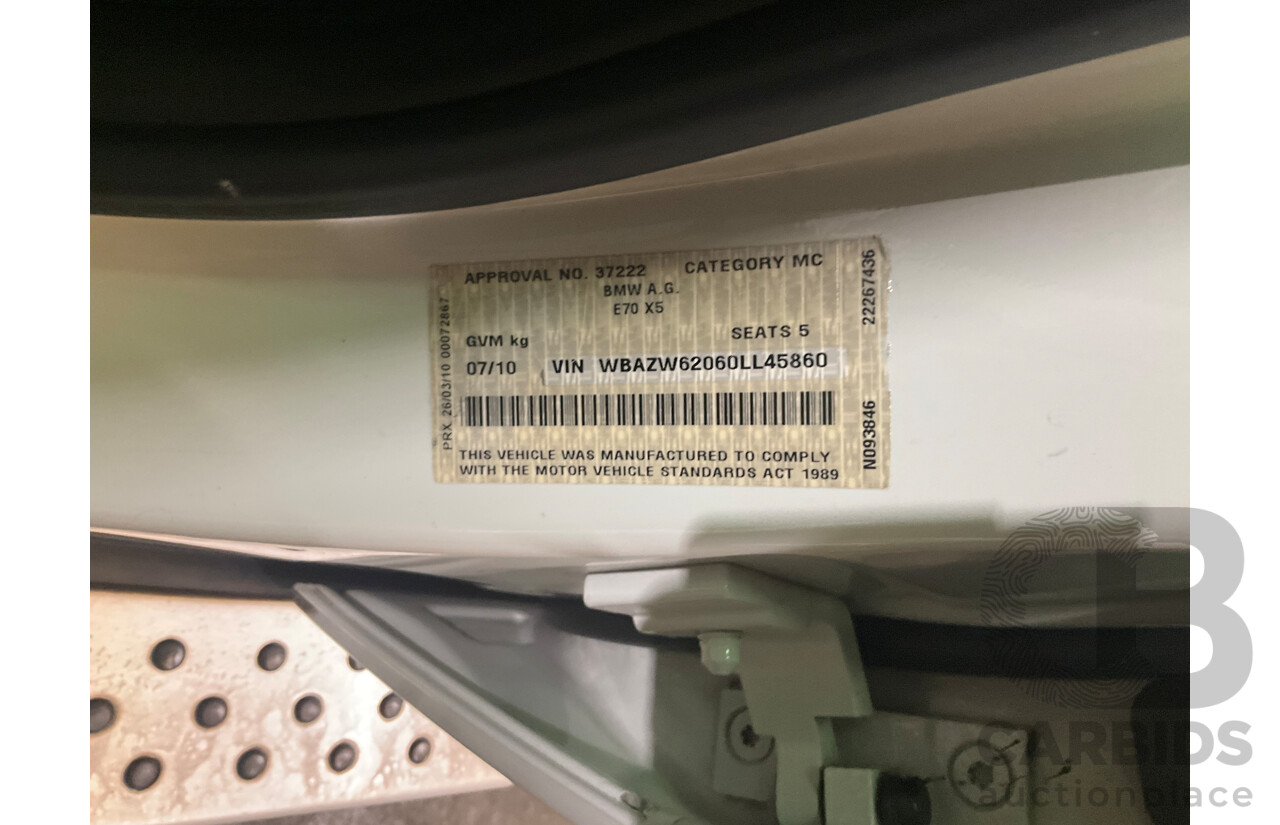 APPROVAL NO. 37222 CATEGORY MC
BMW A.G.
E70 X5
GVM kg SEATS 5
07/10 VIN WBAZW62060LL45860
THIS VEHICLE WAS MANUFACTURED TO COMPLY
WITH THE MOTOR VEHICLE STANDARDS ACT 1989
PRX 26/03/10 00072867
N093846 22267436
CARBIDS
auctionplace